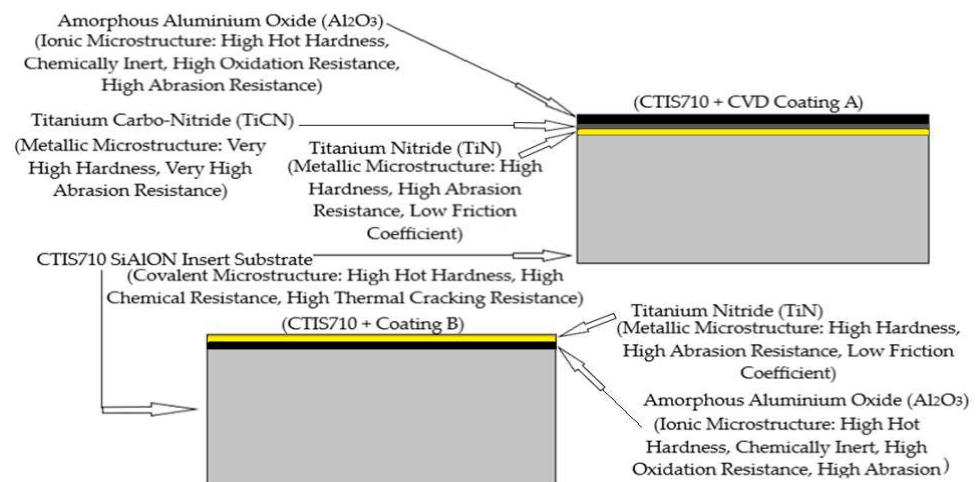 Amorphous Aluminium Oxide (Al2O3)
(Ionic Microstructure: High Hot Hardness,
Chemically Inert, High Oxidation Resistance,
High Abrasion Resistance)
(CTIS710 + CVD Coating A)
Titanium Carbo-Nitride (TiCN)
(Metallic Microstructure: Very
High Hardness, Very High
Abrasion Resistance)
Titanium Nitride (TiN)
(Metallic Microstructure: High
Hardness, High Abrasion
Resistance, Low Friction
Coefficient)
CTIS710 SiAlON Insert Substrate
(Covalent Microstructure: High Hot Hardness, High
Chemical Resistance, High Thermal Cracking Resistance)
(CTIS710 + Coating B)
Titanium Nitride (TiN)
(Metallic Microstructure: High Hardness,
High Abrasion Resistance, Low Friction
Coefficient)
Amorphous Aluminium Oxide (Al2O3)
(Ionic Microstructure: High Hot
Hardness, Chemically Inert, High
Oxidation Resistance, High Abrasion)